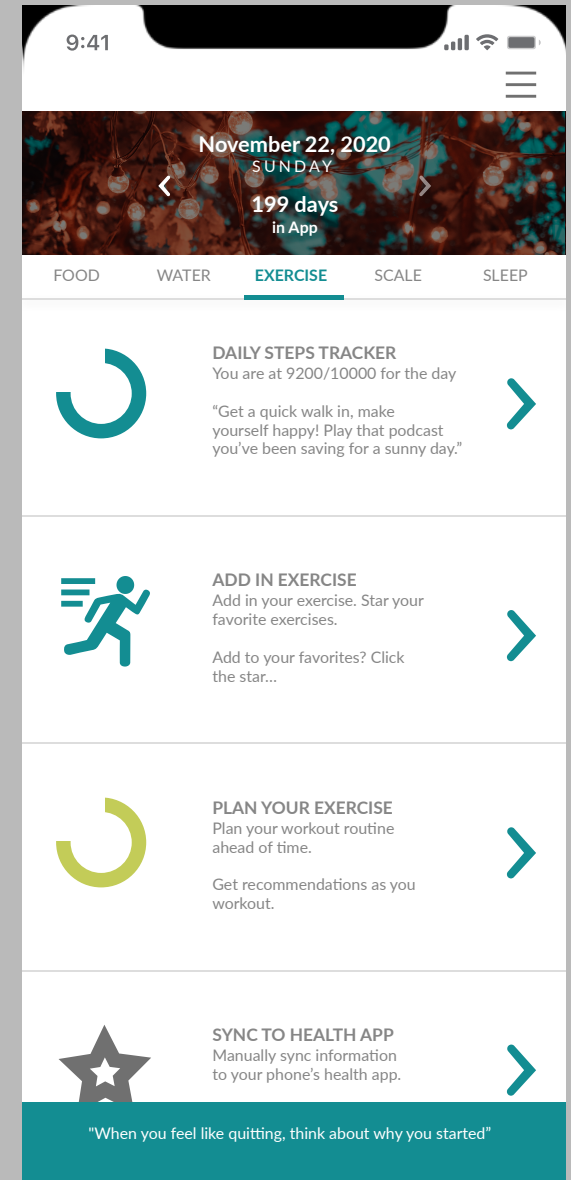 9:41
November 22, 2020
SUNDAY
199 days
in App
FOOD WATER EXERCISE SCALE SLEEP
DAILY STEPS TRACKER
You are at 9200/10000 for the day
“Get a quick walk in, make
yourself happy! Play that podcast
you’ve been saving for a sunny day.”
ADD IN EXERCISE
Add in your exercise. Star your
favorite exercises.
Add to your favorites? Click
the star...
PLAN YOUR EXERCISE
Plan your workout routine
ahead of time.
Get recommendations as you
workout.
SYNC TO HEALTH APP
Manually sync information
to your phone’s health app.
"When you feel like quitting, think about why you started”